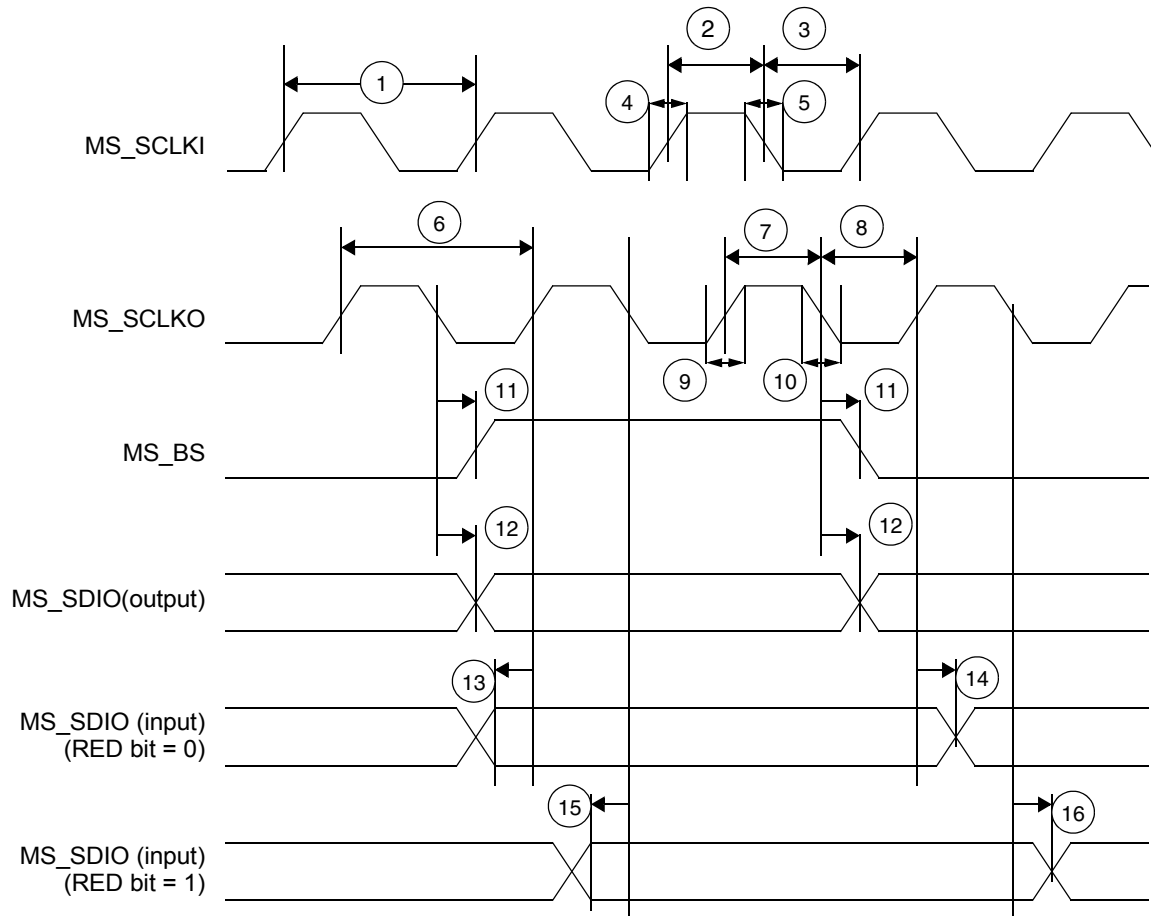 1
2
3
4
5
MS_SCLKI
6
7
8
MS_SCLKO
9
10
11
11
MS_BS
12
12
MS_SDIO(output)
13
14
MS_SDIO (input)
(RED bit = 0)
15
16
MS_SDIO (input)
(RED bit = 1)